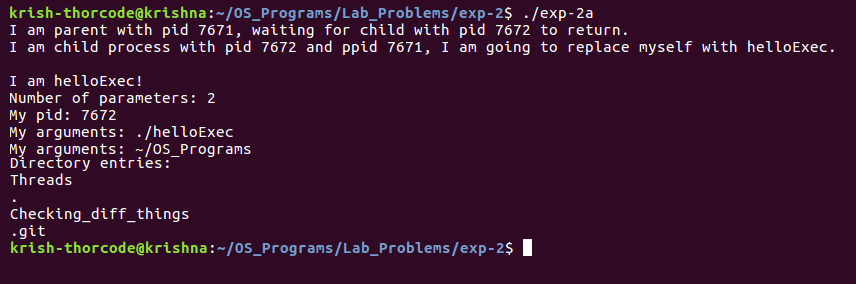 krish-thorcode@krishna:~/OS_Programs/Lab_Problems/exp-2$ ./exp-2a
I am parent with pid 7671, waiting for child with pid 7672 to return.
I am child process with pid 7672 and ppid 7671, I am going to replace myself with helloExec.
I am helloExec!
Number of parameters: 2
My pid: 7672
My arguments: ./helloExec
My arguments: ~/OS_Programs
Directory entries:
Threads
.
Checking_diff_things
.git
krish-thorcode@krishna:~/OS_Programs/Lab_Problems/exp-2$